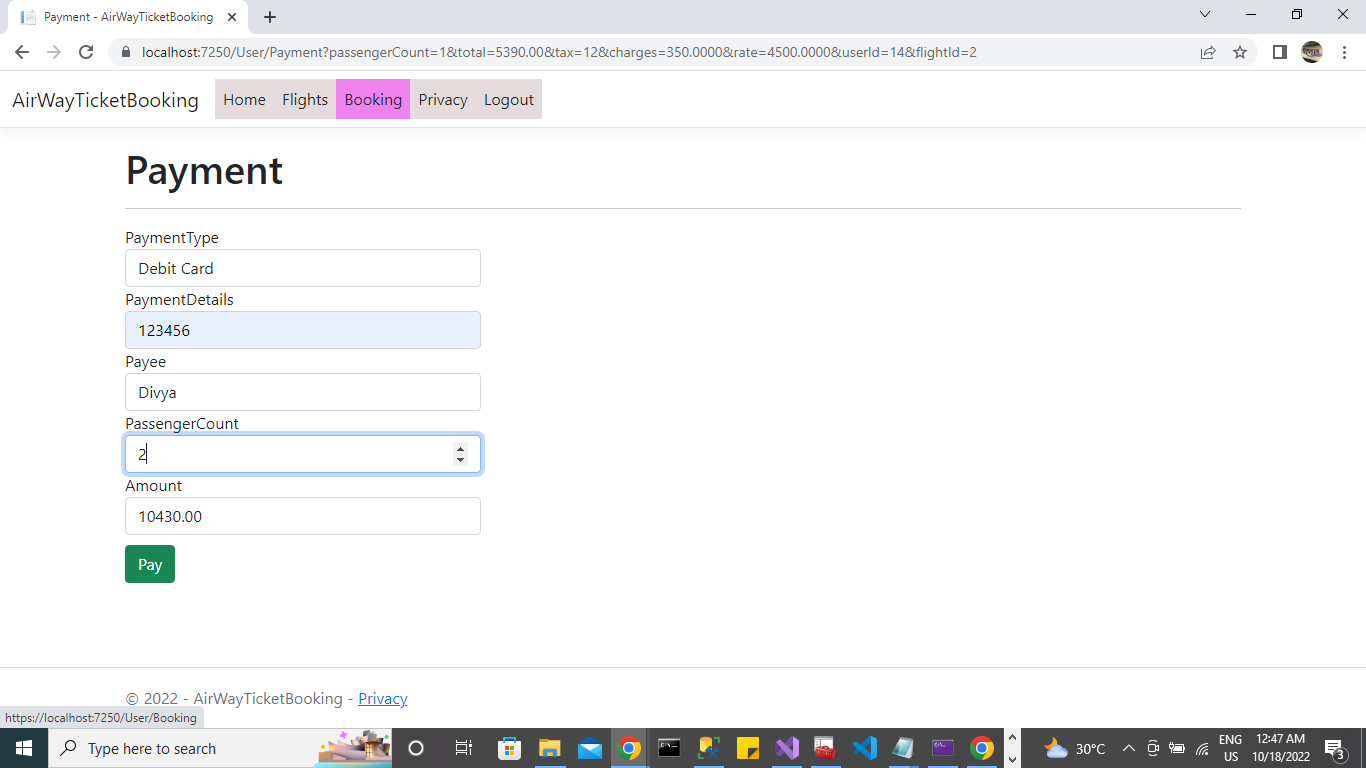 Payment - AirWayTicketBooking
localhost:7250/User/Payment?passengerCount=1&total=5390.00&tax=12&charges=350.0000&rate=4500.0000&userId=14&flightId=2
AirWayTicketBooking Home Flights Booking Privacy Logout
Payment
PaymentType
Debit Card
PaymentDetails
123456
Payee
Divya
PassengerCount
2
Amount
10430.00
Pay
© 2022 - AirWayTicketBooking - Privacy
https://localhost:7250/User/Booking
Type here to search
30°C
ENG
US
12:47 AM
10/18/2022
3